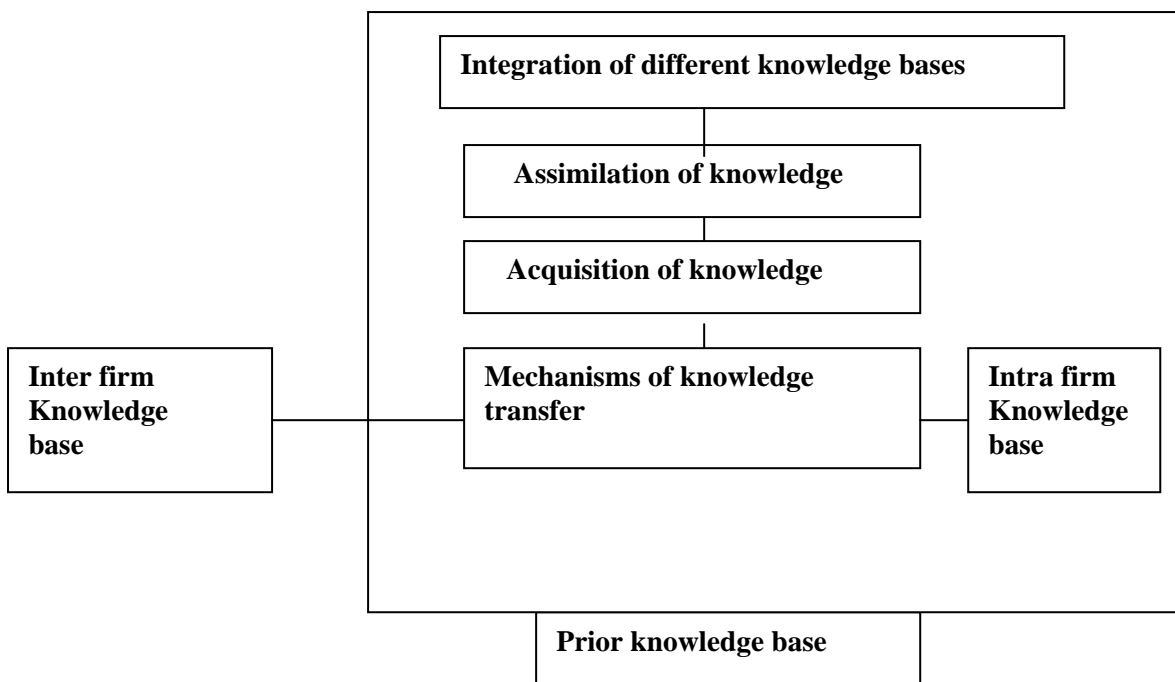 Integration of different knowledge bases
Assimilation of knowledge
Acquisition of knowledge
Inter firm
Knowledge
base
Mechanisms of knowledge
transfer
Intra firm
Knowledge
base
Prior knowledge base